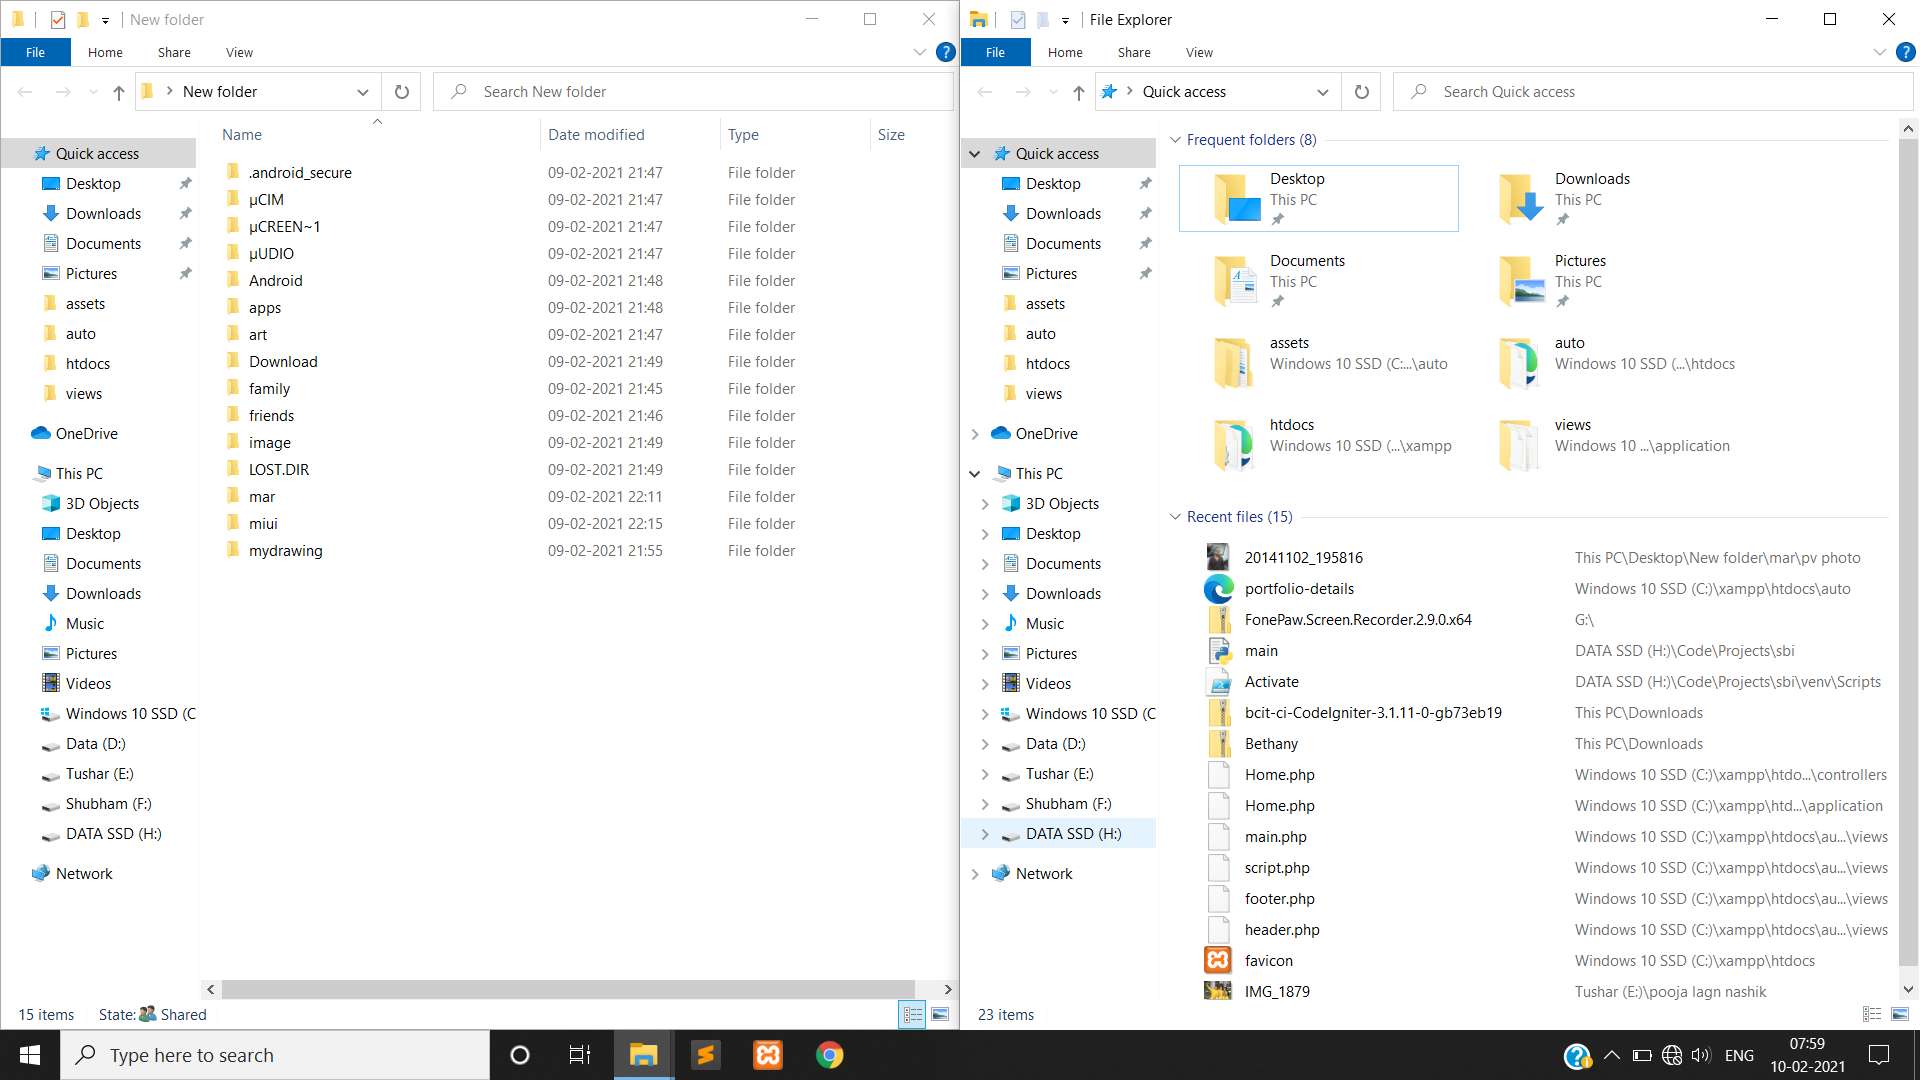 New folder
File Home Share View
New folder
Search New folder
Quick access
Desktop
Downloads
Documents
Pictures
assets
auto
htdocs
views
OneDrive
This PC
3D Objects
Desktop
Documents
Downloads
Music
Pictures
Videos
Windows 10 SSD (C
Data (D:)
Tushar (E:)
Shubham (F:)
DATA SSD (H:)
Network
Name Date modified Type Size
.android_secure 09-02-2021 21:47 File folder
µCIM 09-02-2021 21:47 File folder
µCREEN~1 09-02-2021 21:47 File folder
µUDIO 09-02-2021 21:47 File folder
Android 09-02-2021 21:48 File folder
apps 09-02-2021 21:48 File folder
art 09-02-2021 21:47 File folder
Download 09-02-2021 21:49 File folder
family 09-02-2021 21:45 File folder
friends 09-02-2021 21:46 File folder
image 09-02-2021 21:49 File folder
LOST.DIR 09-02-2021 21:49 File folder
mar 09-02-2021 22:11 File folder
miui 09-02-2021 22:15 File folder
mydrawing 09-02-2021 21:55 File folder
15 items State: Shared
File Explorer
File Home Share View
Quick access
Search Quick access
Quick access
Desktop
Downloads
Documents
Pictures
assets
auto
htdocs
views
OneDrive
This PC
3D Objects
Desktop
Documents
Downloads
Music
Pictures
Videos
Windows 10 SSD (C
Data (D:)
Tushar (E:)
Shubham (F:)
DATA SSD (H:)
Network
Frequent folders (8)
Desktop
This PC
Downloads
This PC
Documents
This PC
Pictures
This PC
assets
Windows 10 SSD (C:...\auto
auto
Windows 10 SSD (...\htdocs
htdocs
Windows 10 SSD (...\xampp
views
Windows 10 ...\application
Recent files (15)
20141102_195816 This PC\Desktop\New folder\mar\pv photo
portfolio-details Windows 10 SSD (C:)\xampp\htdocs\auto
FonePaw.Screen.Recorder.2.9.0.x64 G:\
main DATA SSD (H:)\Code\Projects\sbi
Activate DATA SSD (H:)\Code\Projects\sbi\venv\Scripts
bcit-ci-CodeIgniter-3.1.11-0-gb73eb19 This PC\Downloads
Bethany This PC\Downloads
Home.php Windows 10 SSD (C:)\xampp\htdo...\controllers
Home.php Windows 10 SSD (C:)\xampp\htd...\application
main.php Windows 10 SSD (C:)\xampp\htdocs\au...\views
script.php Windows 10 SSD (C:)\xampp\htdocs\au...\views
footer.php Windows 10 SSD (C:)\xampp\htdocs\au...\views
header.php Windows 10 SSD (C:)\xampp\htdocs\au...\views
favicon Windows 10 SSD (C:)\xampp\htdocs
IMG_1879 Tushar (E:)\pooja lagn nashik
23 items
Type here to search
ENG
07:59
10-02-2021